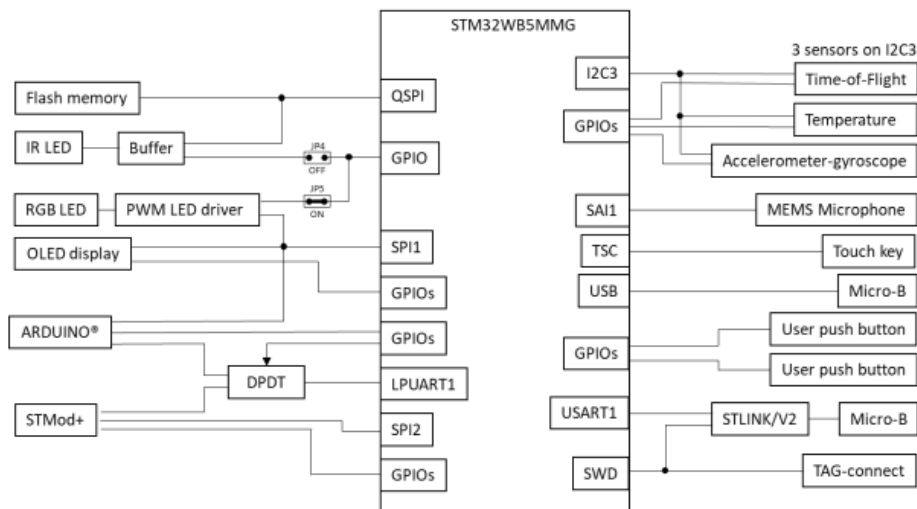 STM32WB5MMG
3 sensors on I2C3
I2C3
Time-of-Flight
Flash memory
QSPI
GPIOs
Temperature
IR LED
Buffer
JP4
OFF
GPIO
Accelerometer-gyroscope
JP5
ON
RGB LED
PWM LED driver
SAI1
MEMS Microphone
OLED display
SPI1
TSC
Touch key
GPIOs
USB
Micro-B
ARDUINO®
GPIOs
User push button
GPIOs
User push button
DPDT
LPUART1
STMod+
SPI2
USART1
STLINK/V2
Micro-B
GPIOs
SWD
TAG-connect